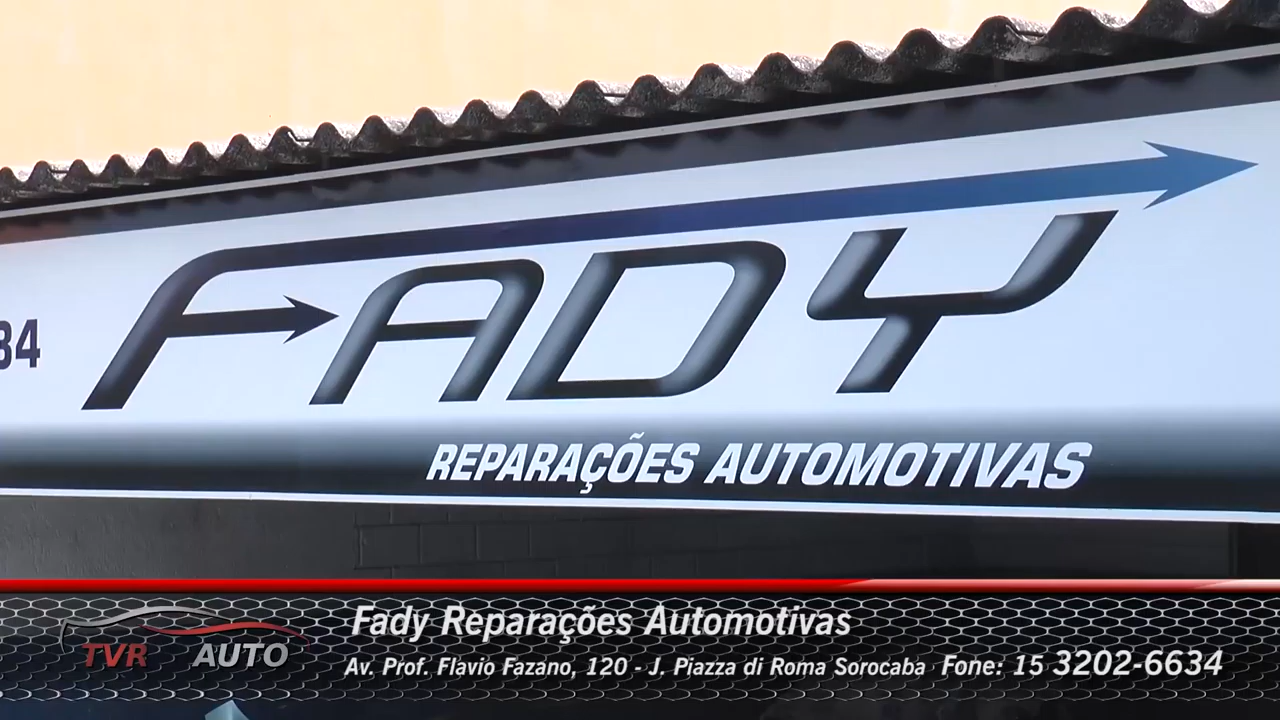 34
FADY
REPARAÇÕES AUTOMOTIVAS
Fady Reparações Automotivas
TVR AUTO
Av. Prof. Flavio Fazano, 120 - J. Piazza di Roma Sorocaba Fone: 15 3202-6634